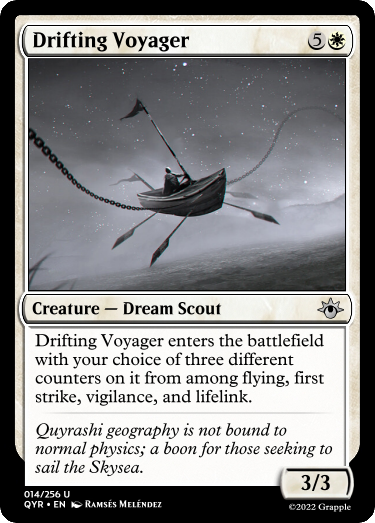 Drifting Voyager 5
Creature — Dream Scout
Drifting Voyager enters the battlefield
with your choice of three different
counters on it from among flying, first
strike, vigilance, and lifelink.
Quyrashi geography is not bound to
normal physics; a boon for those seeking to
sail the Skysea.
3/3
014/256 U
QYR • EN Ramsés Meléndez
©2022 Grapple